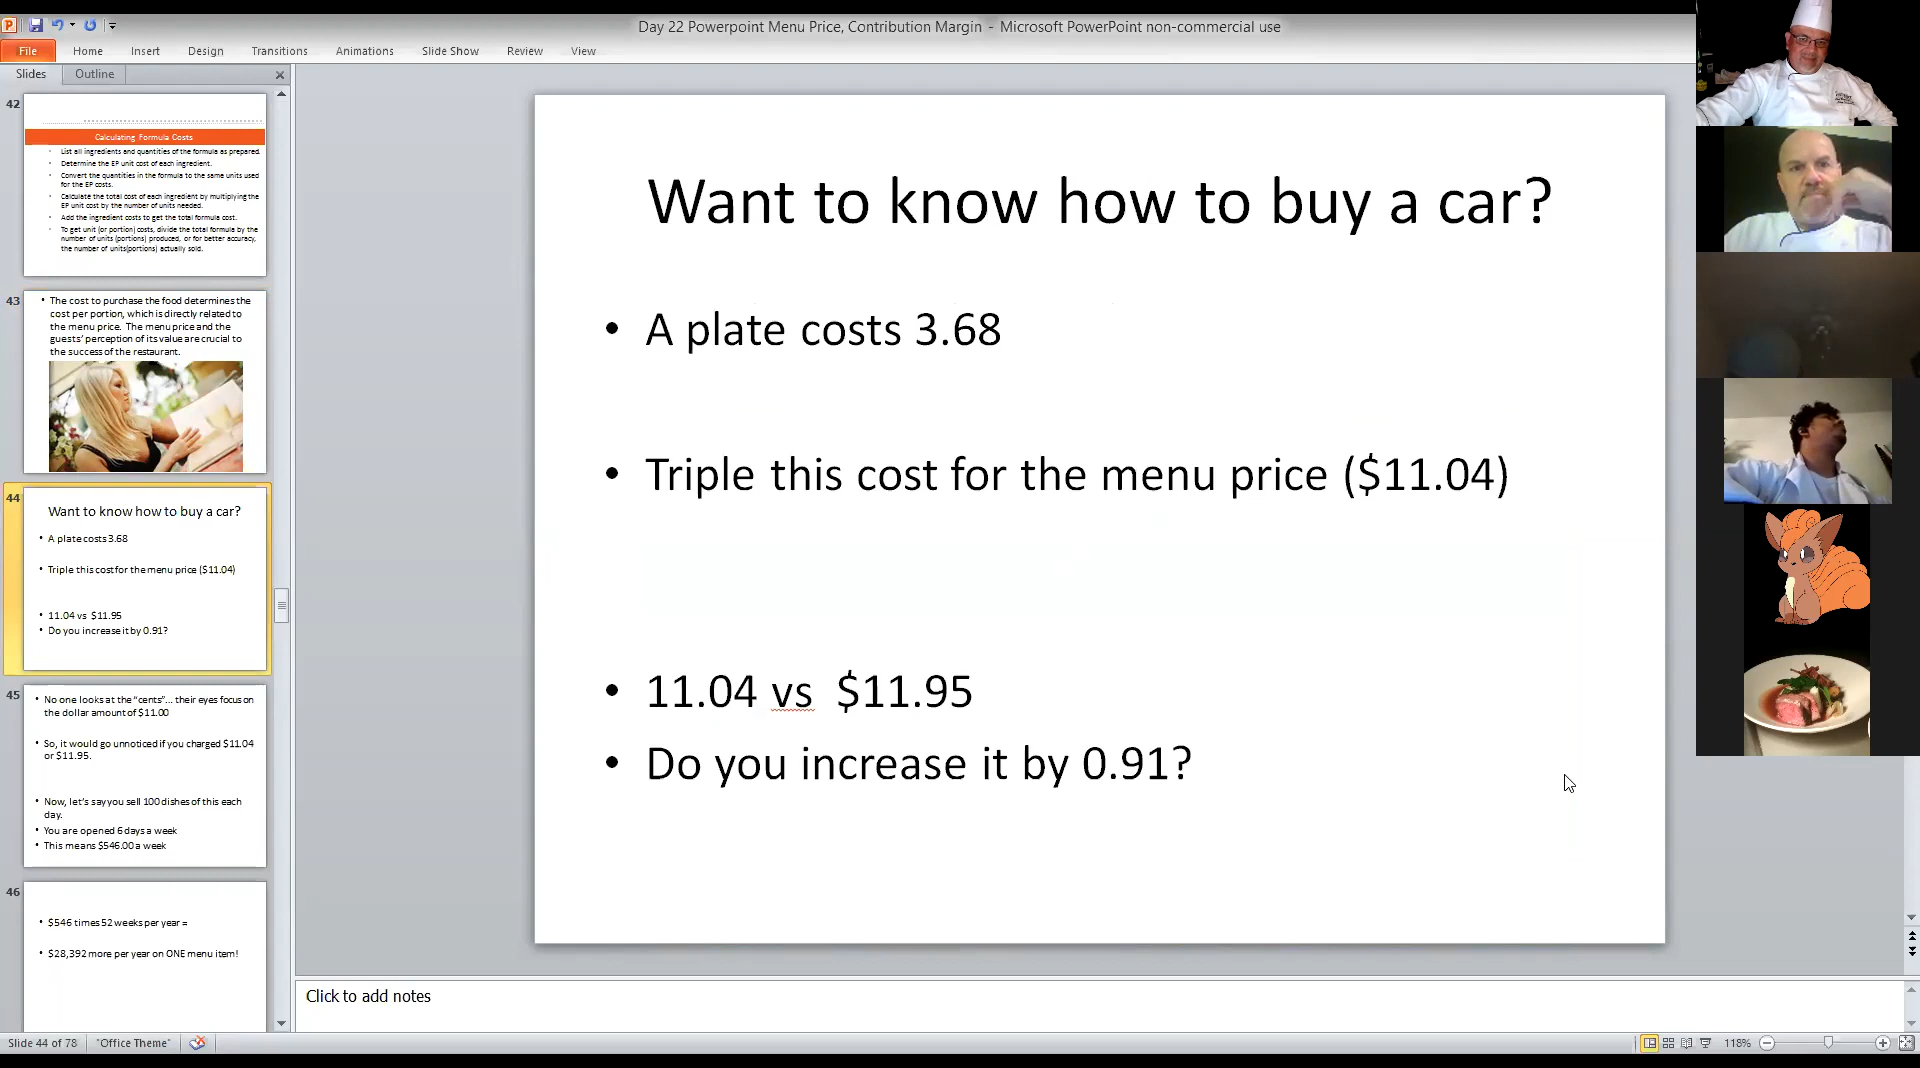 Day 22 Powerpoint Menu Price, Contribution Margin - Microsoft PowerPoint non-commercial use
File Home Insert Design Transitions Animations Slide Show Review View
Slides Outline
42
Calculating Formula Costs
• List all ingredients and quantities of the formula as prepared.
• Determine the EP unit cost of each ingredient.
• Convert the quantities in the formula to the same units used
for the EP costs.
• Calculate the total cost of each ingredient by multiplying the
EP unit cost by the number of units needed.
• Add the ingredient costs to get the total formula cost.
• To get unit (or portion) costs, divide the total formula by the
number of units (portions) produced, or for better accuracy,
the number of units(portions) actually sold.
43
• The cost to purchase the food determines the
cost per portion, which is directly related to
the menu price. The menu price and the
guests' perception of its value are crucial to
the success of the restaurant.
44
Want to know how to buy a car?
• A plate costs 3.68
• Triple this cost for the menu price ($11.04)
• 11.04 vs $11.95
• Do you increase it by 0.91?
45
• No one looks at the "cents"... their eyes focus on
the dollar amount of $11.00
• So, it would go unnoticed if you charged $11.04
or $11.95.
• Now, let's say you sell 100 dishes of this each
day.
• You are opened 6 days a week
• This means $546.00 a week
46
• $546 times 52 weeks per year =
• $28,392 more per year on ONE menu item!
Want to know how to buy a car?
• A plate costs 3.68
• Triple this cost for the menu price ($11.04)
• 11.04 vs $11.95
• Do you increase it by 0.91?
Click to add notes
Slide 44 of 78 "Office Theme" 118%